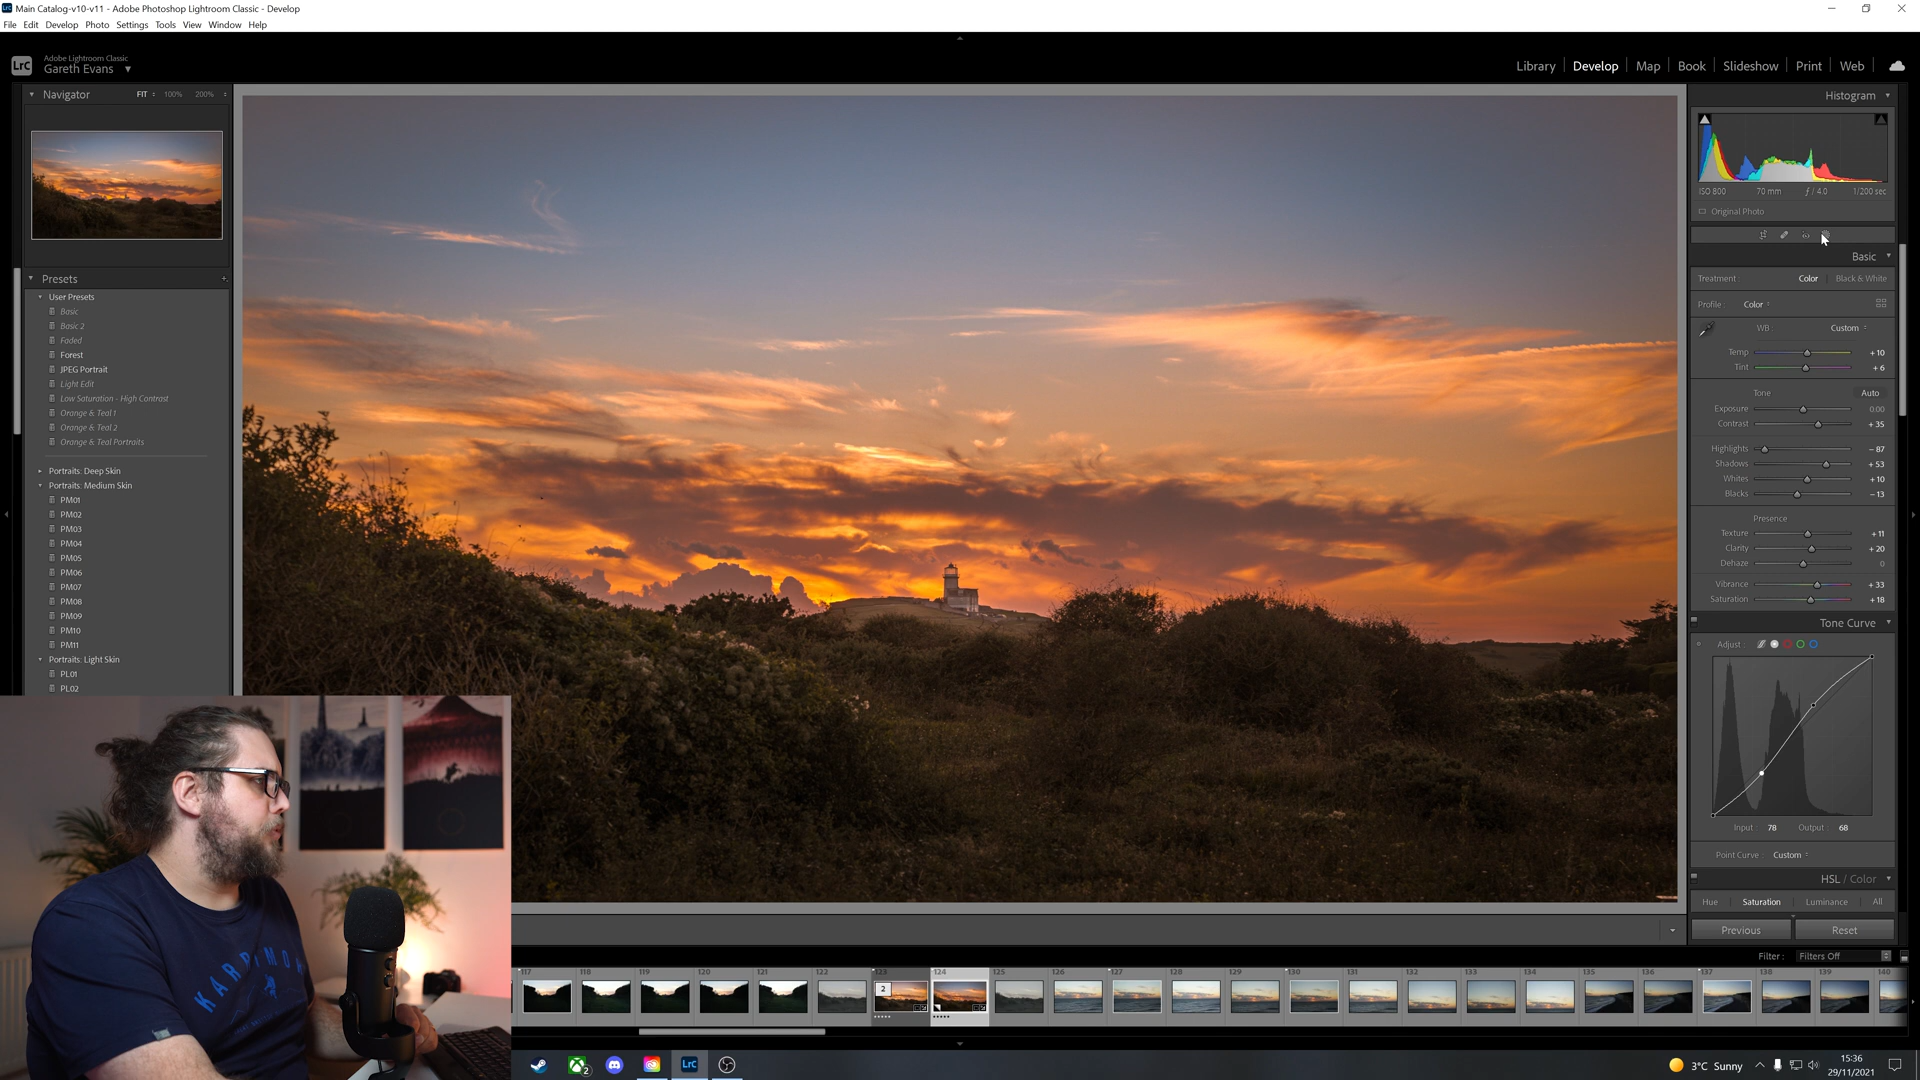 Main Catalog-v10-v11 - Adobe Photoshop Lightroom Classic - Develop
File Edit Develop Photo Settings Tools View Window Help
LrC
Adobe Lightroom Classic
Gareth Evans
Library Develop Map Book Slideshow Print Web
Navigator
FIT 100% 200%
Presets
User Presets
Basic
Basic 2
Faded
Forest
JPEG Portrait
Light Edit
Low Saturation - High Contrast
Orange & Teal 1
Orange & Teal 2
Orange & Teal Portraits
Portraits: Deep Skin
Portraits: Medium Skin
PM01
PM02
PM03
PM04
PM05
PM06
PM07
PM08
PM09
PM10
PM11
Portraits: Light Skin
PL01
PL02
Histogram
ISO 800 70 mm ƒ / 4.0 1/200 sec
Original Photo
Basic
Treatment : Color Black & White
Profile : Color
WB : Custom
Temp +10
Tint +6
Tone Auto
Exposure 0.00
Contrast +35
Highlights -87
Shadows +53
Whites +10
Blacks -13
Presence
Texture +11
Clarity +20
Dehaze 0
Vibrance +33
Saturation +18
Tone Curve
Adjust :
Input : 78 Output : 68
Point Curve : Custom
HSL / Color
Hue Saturation Luminance All
Previous Reset
Filter : Filters Off
117 118 119 120 121 122 123 124 125 126 127 128 129 130 131 132 133 134 135 136 137 138 139 140
2
LrC
2
3°C Sunny
15:36
29/11/2021